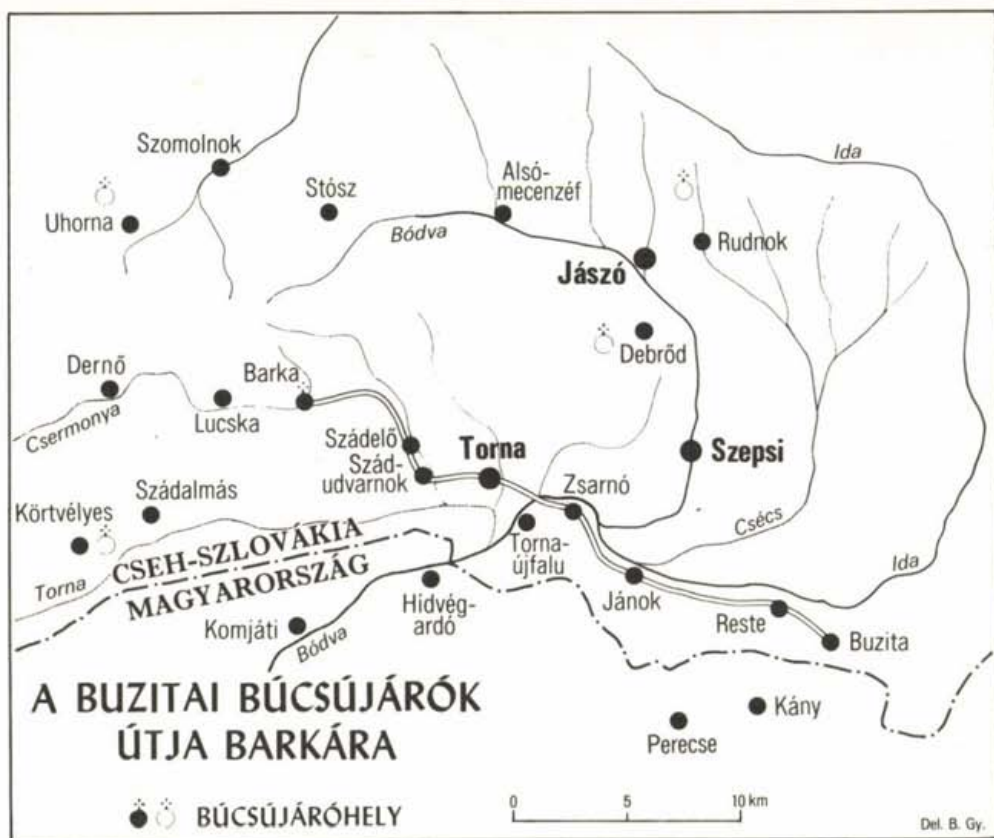 Szomolnok
Ida
Uhorna
Stósz
Alsó-
mecenzéf
Bódva
Rudnok
Jászó
Debrőd
Dernő
Barka
Csermonya
Lucska
Szádelő
Szád-
udvarnok
Torna
Szepsi
Zsarnó
Szádalmás
Körtvélyes
Csécs
Torna
CSEH-SZLOVÁKIA
MAGYARORSZÁG
Torna-
újfalu
Ida
Hídvég-
ardó
Jánok
Komjáti
Bódva
Reste
Buzita
A BUZITAI BÚCSÚJÁRÓK
ÚTJA BARKÁRA
Kány
Perecse
BÚCSÚJÁRÓHELY
0 5 10 km
Del. B. Gy.